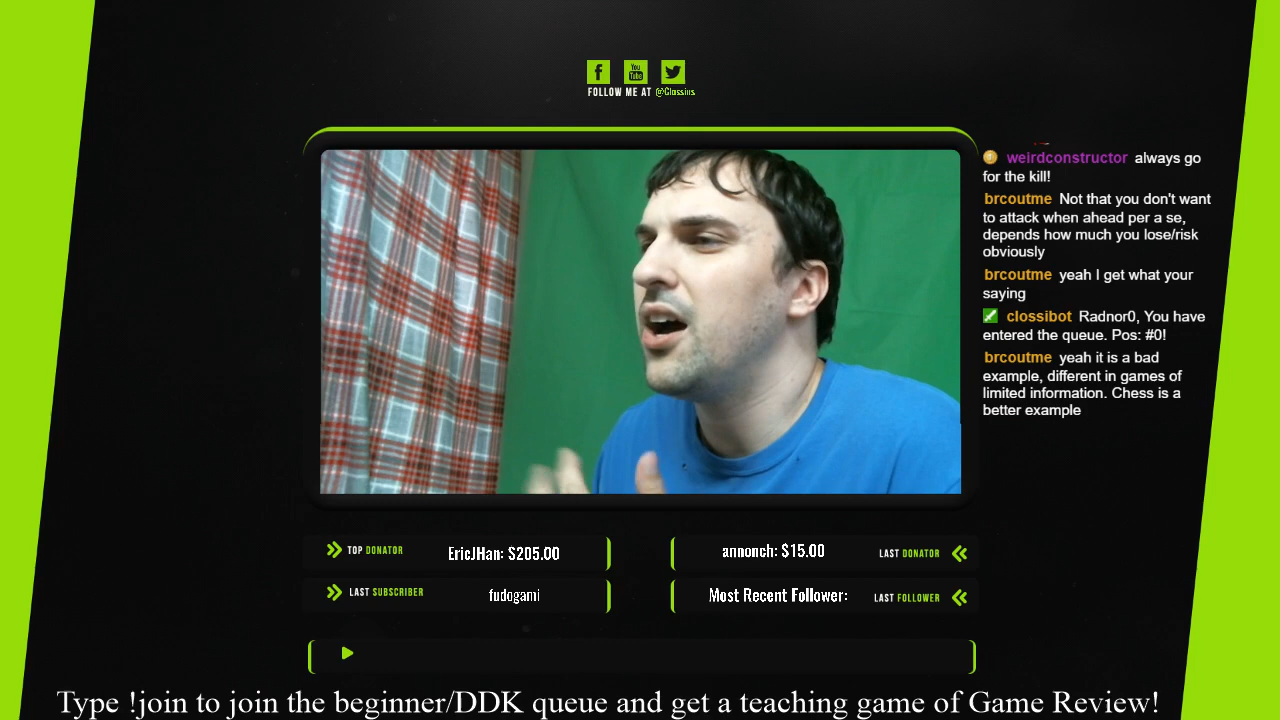 You
Tube
FOLLOW ME AT @Clossius
weirdconstructor always go
for the kill!
brcoutme Not that you don't want
to attack when ahead per a se,
depends how much you lose/risk
obviously
brcoutme yeah I get what your
saying
clossibot Radnor0, You have
entered the queue. Pos: #0!
brcoutme yeah it is a bad
example, different in games of
limited information. Chess is a
better example
TOP DONATOR EricJHan: $205.00
annonch: $15.00 LAST DONATOR
LAST SUBSCRIBER fudogami
Most Recent Follower: LAST FOLLOWER
Type !join to join the beginner/DDK queue and get a teaching game of Game Review!